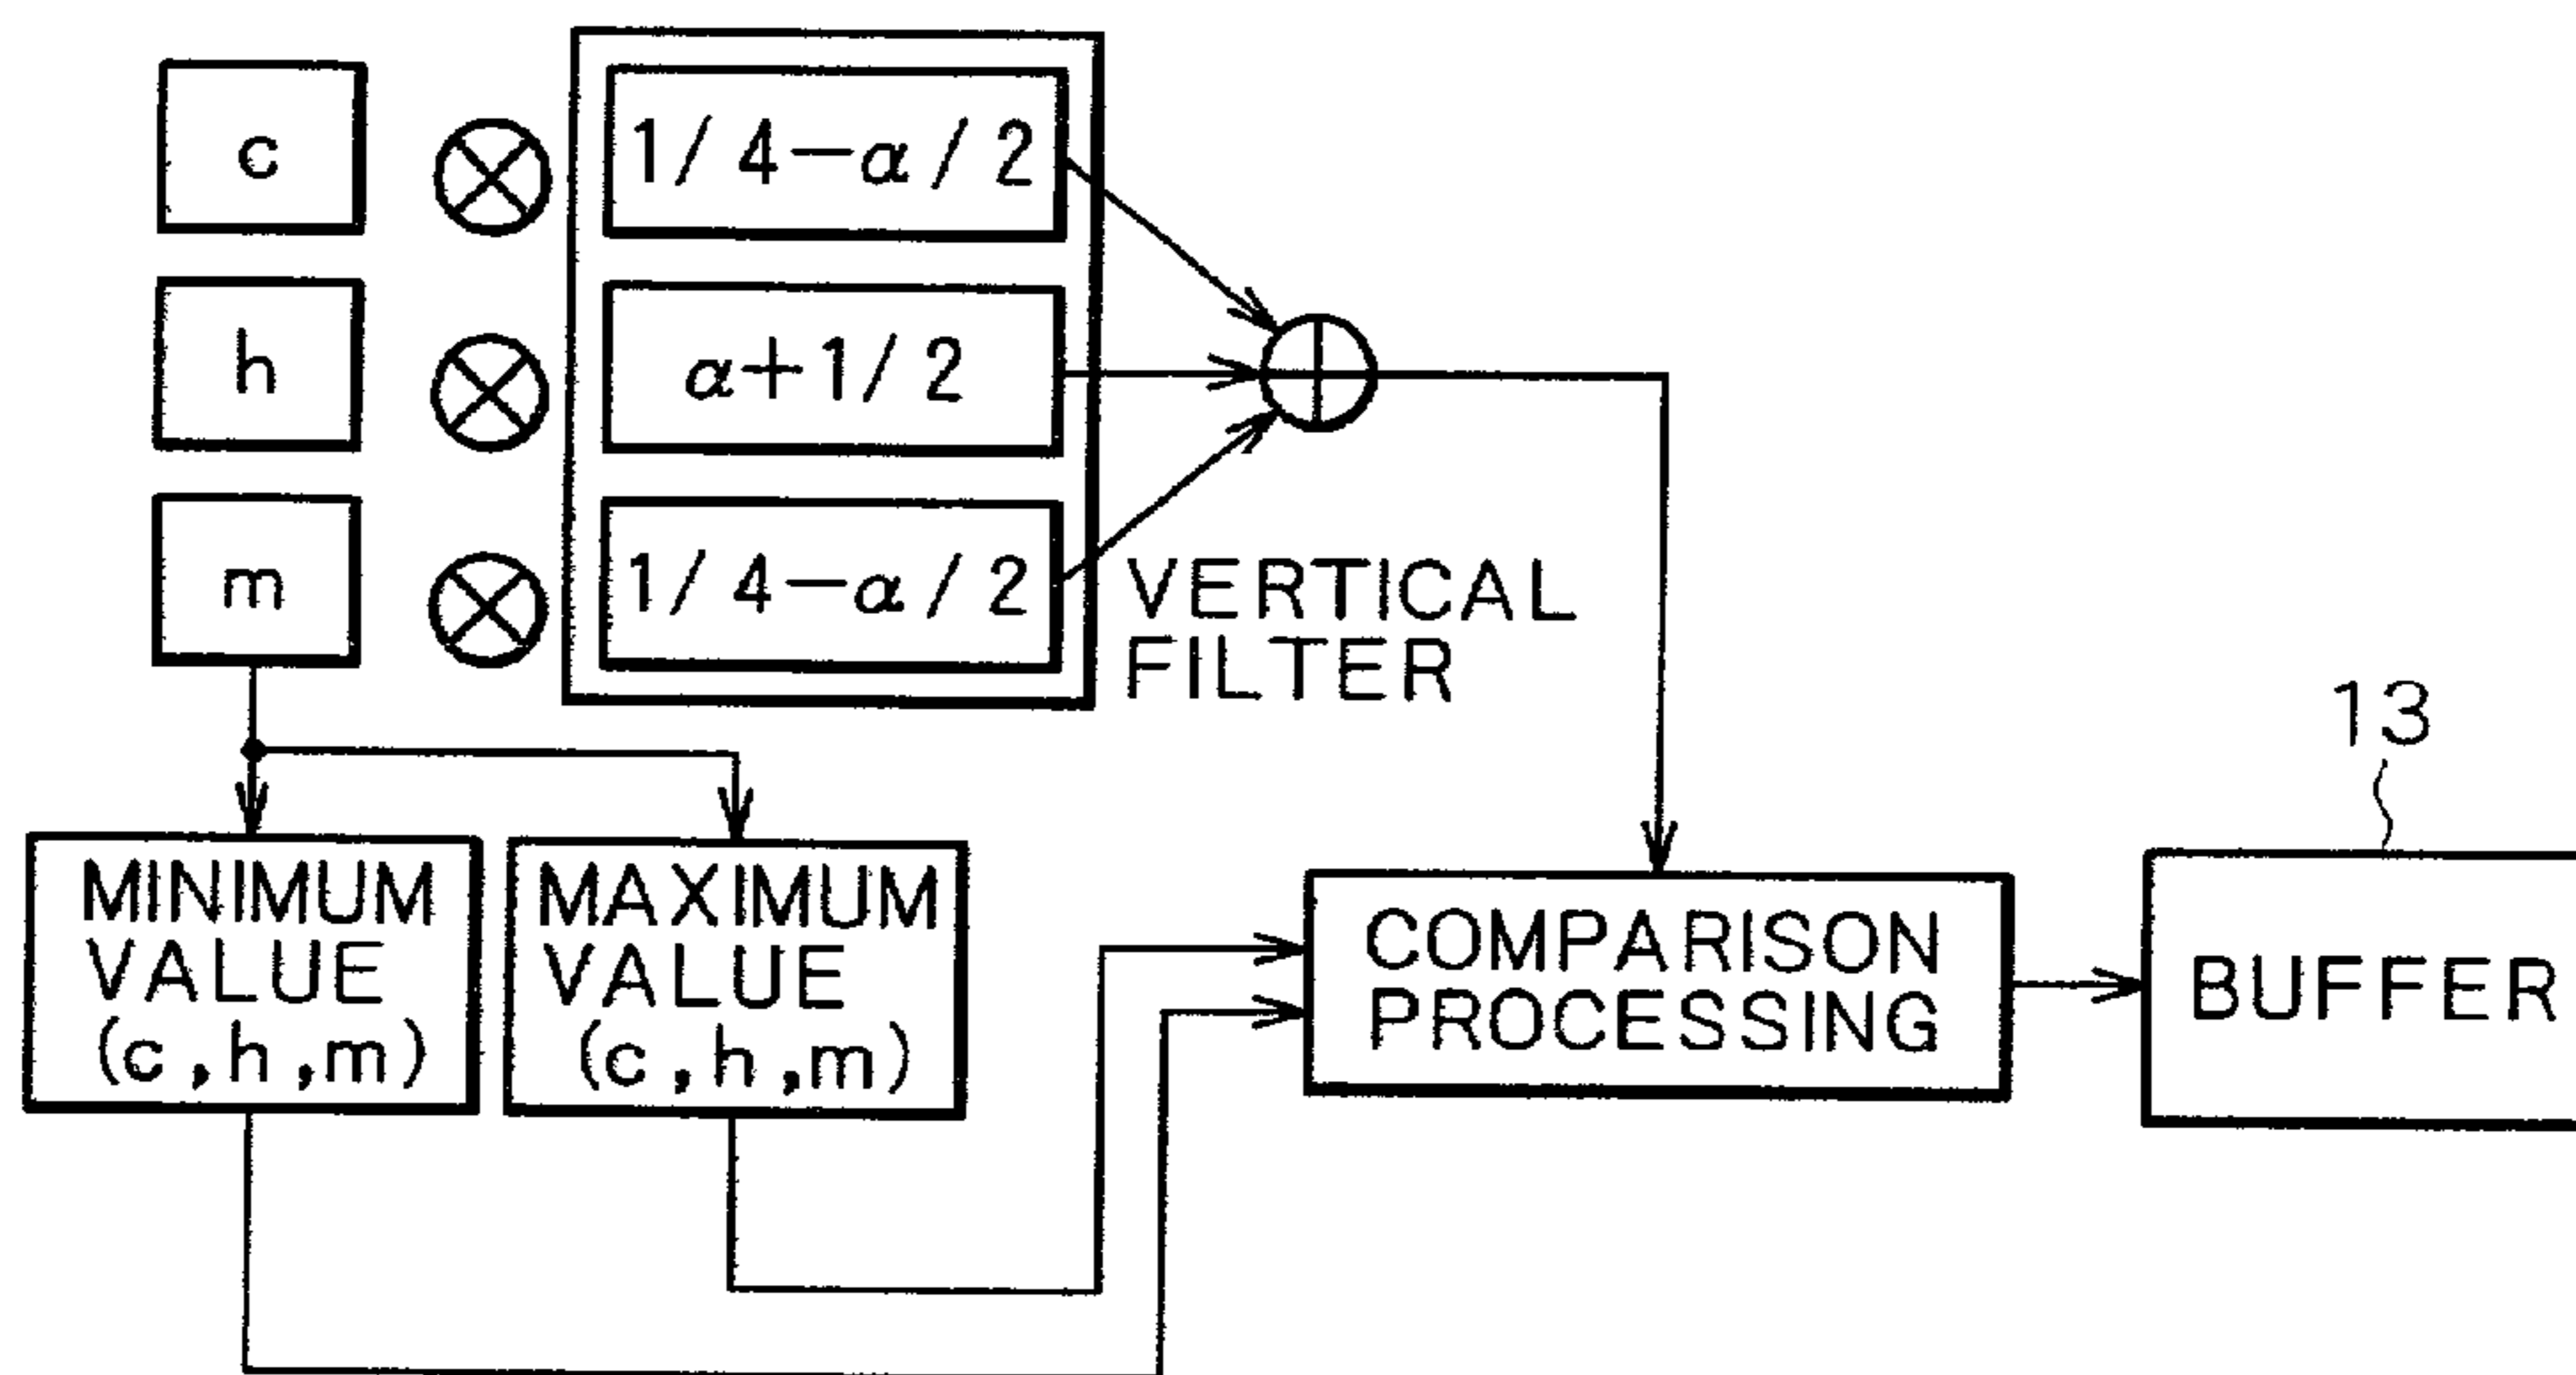 c
1/4-α/2
h
α+1/2
m
1/4-α/2
VERTICAL
FILTER
13
MINIMUM
VALUE
(c,h,m)
MAXIMUM
VALUE
(c,h,m)
COMPARISON
PROCESSING
BUFFER